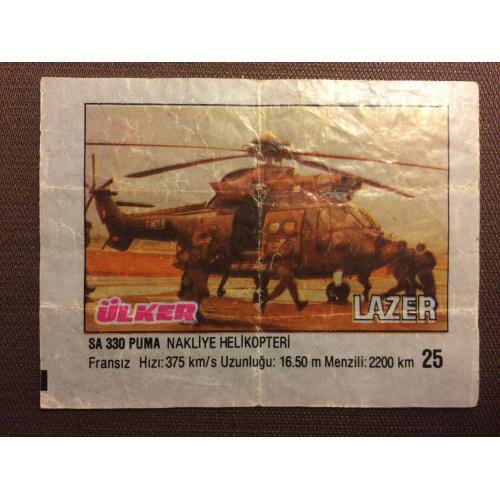 ÜLKER
LAZER
SA 330 PUMA NAKLİYE HELİKOPTERİ
Fransız Hızı: 375 km/s Uzunluğu: 16.50 m Menzili: 2200 km 25